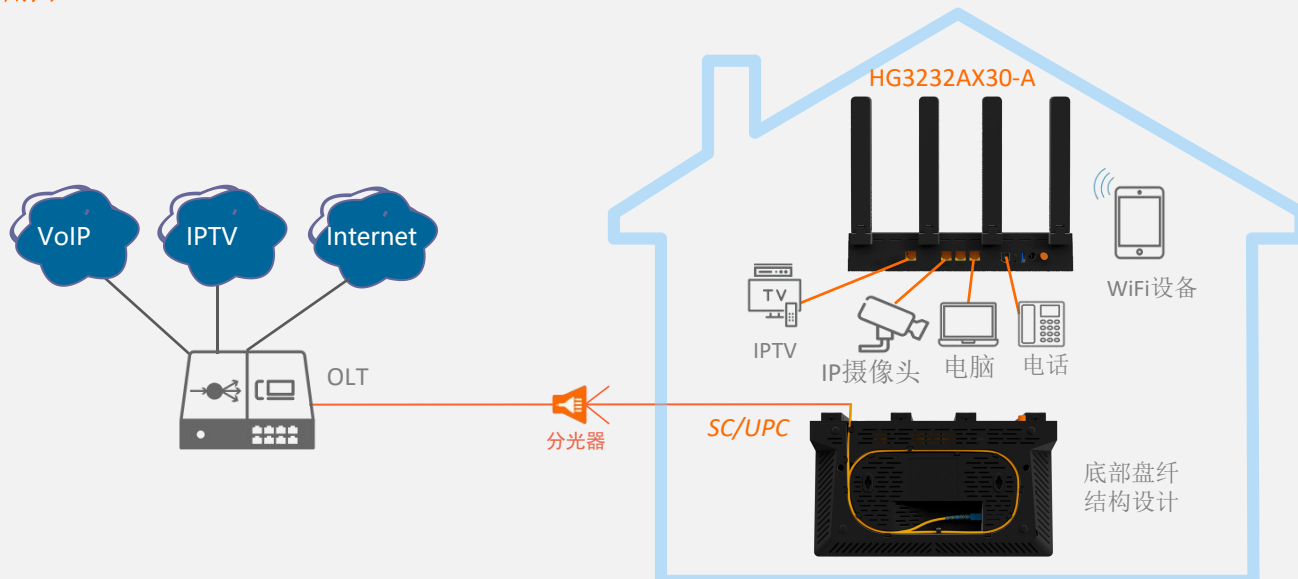 HG3232AX30-A
VoIP
IPTV
Internet
WiFi设备
TV
IPTV
IP摄像头
电脑
电话
OLT
分光器
SC/UPC
底部盘纤
结构设计